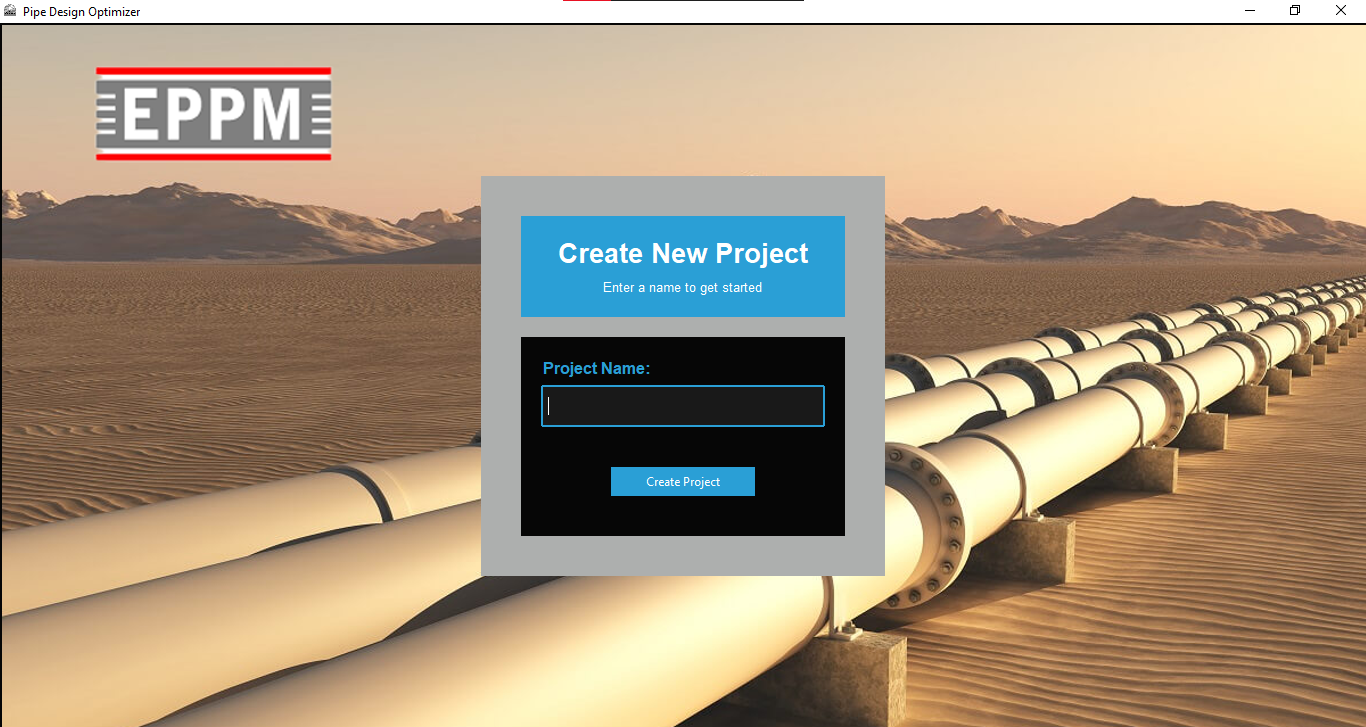 Pipe Design Optimizer
EPPM
Create New Project
Enter a name to get started
Project Name:
Create Project